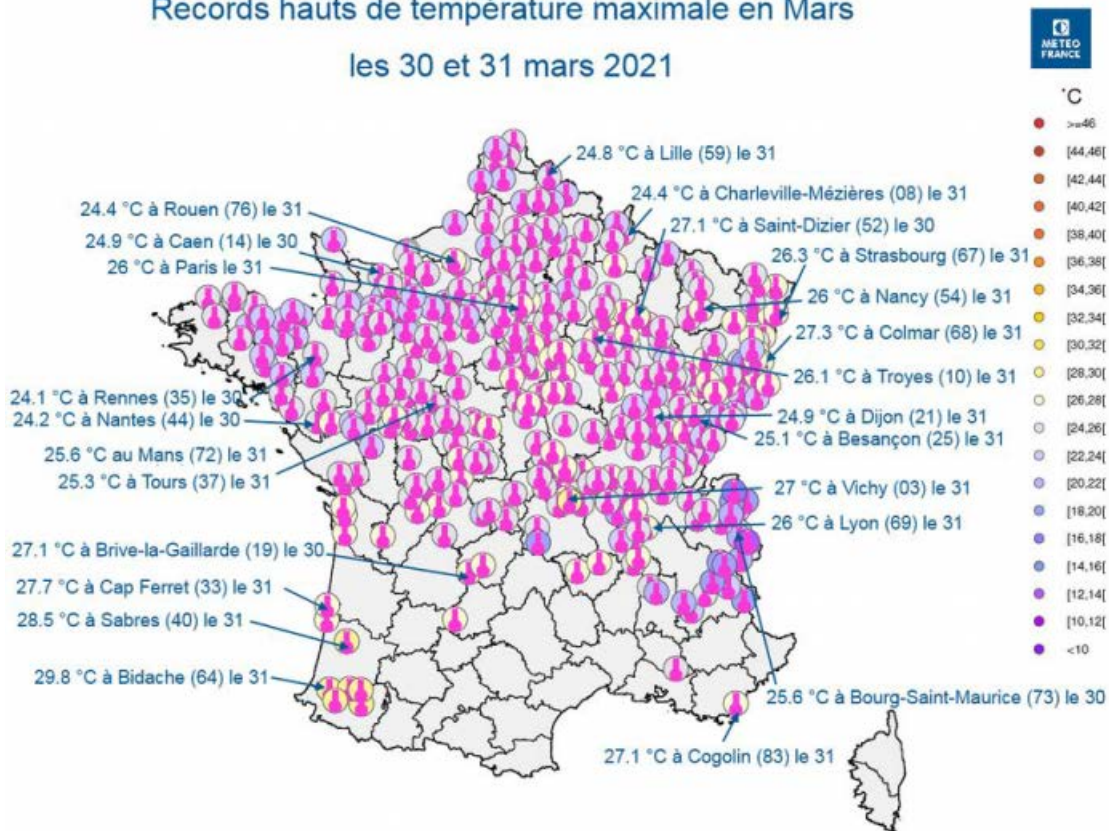 Records hauts de température maximale en Mars
les 30 et 31 mars 2021
METEO
FRANCE
°C
>=46
[44,46[
[42,44[
[40,42[
[38,40[
[36,38[
[34,36[
[32,34[
[30,32[
[28,30[
[26,28[
[24,26[
[22,24[
[20,22[
[18,20[
[16,18[
[14,16[
[12,14[
[10,12[
<10
24.8 °C à Lille (59) le 31
24.4 °C à Charleville-Mézières (08) le 31
27.1 °C à Saint-Dizier (52) le 30
26.3 °C à Strasbourg (67) le 31
26 °C à Nancy (54) le 31
27.3 °C à Colmar (68) le 31
26.1 °C à Troyes (10) le 31
24.9 °C à Dijon (21) le 31
25.1 °C à Besançon (25) le 31
27 °C à Vichy (03) le 31
26 °C à Lyon (69) le 31
25.6 °C à Bourg-Saint-Maurice (73) le 30
27.1 °C à Cogolin (83) le 31
24.4 °C à Rouen (76) le 31
24.9 °C à Caen (14) le 30
26 °C à Paris le 31
24.1 °C à Rennes (35) le 30
24.2 °C à Nantes (44) le 30
25.6 °C au Mans (72) le 31
25.3 °C à Tours (37) le 31
27.1 °C à Brive-la-Gaillarde (19) le 30
27.7 °C à Cap Ferret (33) le 31
28.5 °C à Sabres (40) le 31
29.8 °C à Bidache (64) le 31